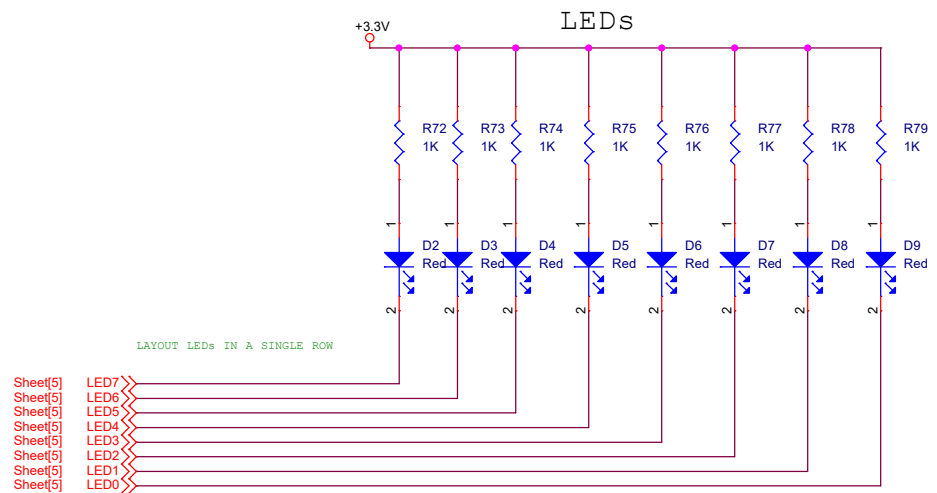 LEDs
+3.3V
R72 R73 R74 R75 R76 R77 R78 R79
1K 1K 1K 1K 1K 1K 1K 1K
1 1 1 1 1 1 1 1
D2 D3 D4 D5 D6 D7 D8 D9
Red Red Red Red Red Red Red Red
2 2 2 2 2 2 2 2
LAYOUT LEDs IN A SINGLE ROW
Sheet[5] LED7
Sheet[5] LED6
Sheet[5] LED5
Sheet[5] LED4
Sheet[5] LED3
Sheet[5] LED2
Sheet[5] LED1
Sheet[5] LED0